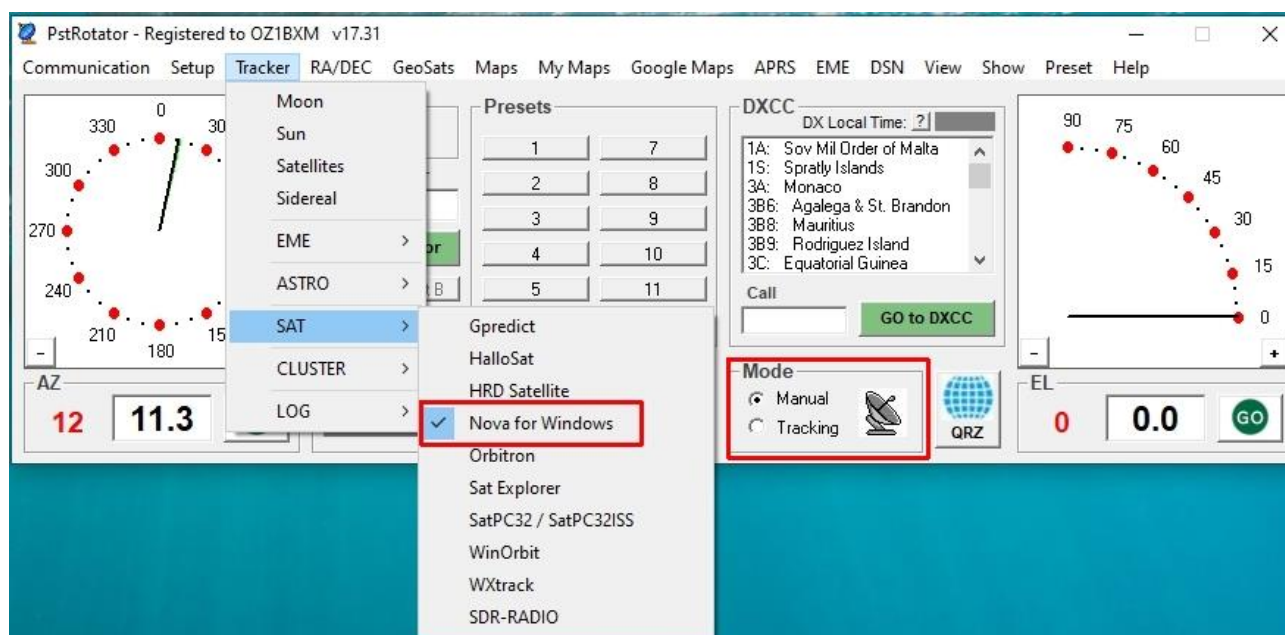 PstRotator - Registered to OZ1BXM v17.31
Communication Setup Tracker RA/DEC GeoSats Maps My Maps Google Maps APRS EME DSN View Show Preset Help
0
30
330
300
270
240
210
180
15
-
Moon
Sun
Satellites
Sidereal
EME >
ASTRO >
SAT >
CLUSTER >
LOG >
or
B
Presets
1 7
2 8
3 9
4 10
5 11
DXCC
DX Local Time: ?
1A: Sov Mil Order of Malta
1S: Spratly Islands
3A: Monaco
3B6: Agalega & St. Brandon
3B8: Mauritius
3B9: Rodriguez Island
3C: Equatorial Guinea
Call
GO to DXCC
90
75
60
45
30
15
0
-
+
AZ
12 11.3
Gpredict
HalloSat
HRD Satellite
Nova for Windows
Orbitron
Sat Explorer
SatPC32 / SatPC32ISS
WinOrbit
WXtrack
SDR-RADIO
Mode
Manual
Tracking
QRZ
EL
0 0.0 GO